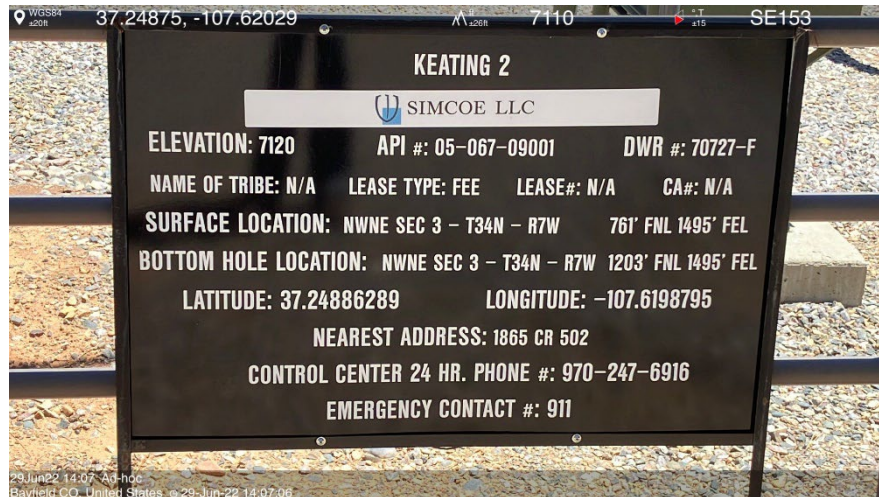 WGS84 ±20ft 37.24875, -107.62029 ±26ft 7110 °T ±15 SE153
KEATING 2
SIMCOE LLC
ELEVATION: 7120 API #: 05-067-09001 DWR #: 70727-F
NAME OF TRIBE: N/A LEASE TYPE: FEE LEASE#: N/A CA#: N/A
SURFACE LOCATION: NWNE SEC 3 - T34N - R7W 761' FNL 1495' FEL
BOTTOM HOLE LOCATION: NWNE SEC 3 - T34N - R7W 1203' FNL 1495' FEL
LATITUDE: 37.24886289 LONGITUDE: -107.6198795
NEAREST ADDRESS: 1865 CR 502
CONTROL CENTER 24 HR. PHONE #: 970-247-6916
EMERGENCY CONTACT #: 911
29Jun22 14:07 Ad-hoc
Bayfield CO, United States 29-Jun-22 14:07:06